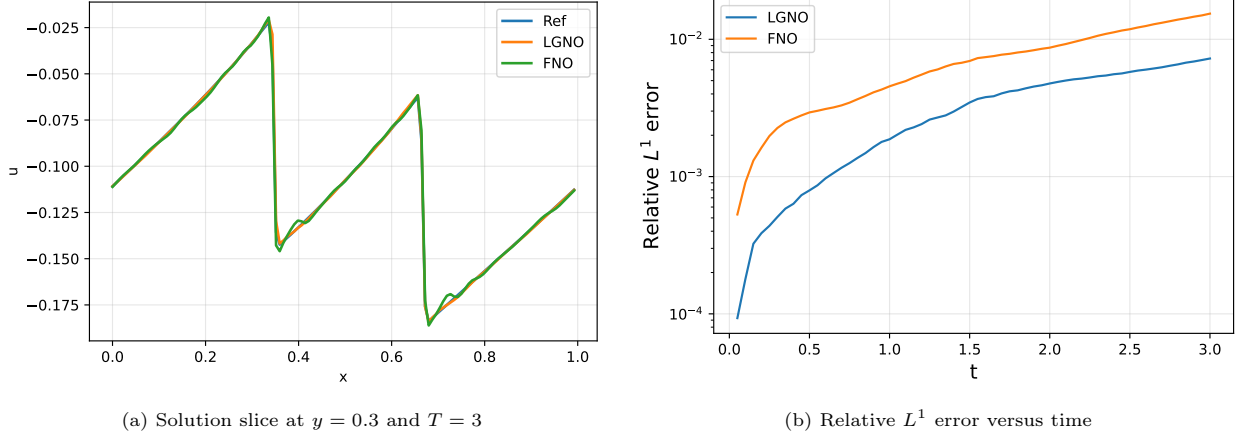 −0.025
−0.050
−0.075
−0.100
−0.125
−0.150
−0.175
u
Ref
LGNO
FNO
0.0 0.2 0.4 0.6 0.8 1.0
x
(a) Solution slice at y = 0.3 and T = 3
10⁻²
10⁻³
10⁻⁴
Relative L¹ error
LGNO
FNO
0.0 0.5 1.0 1.5 2.0 2.5 3.0
t
(b) Relative L¹ error versus time